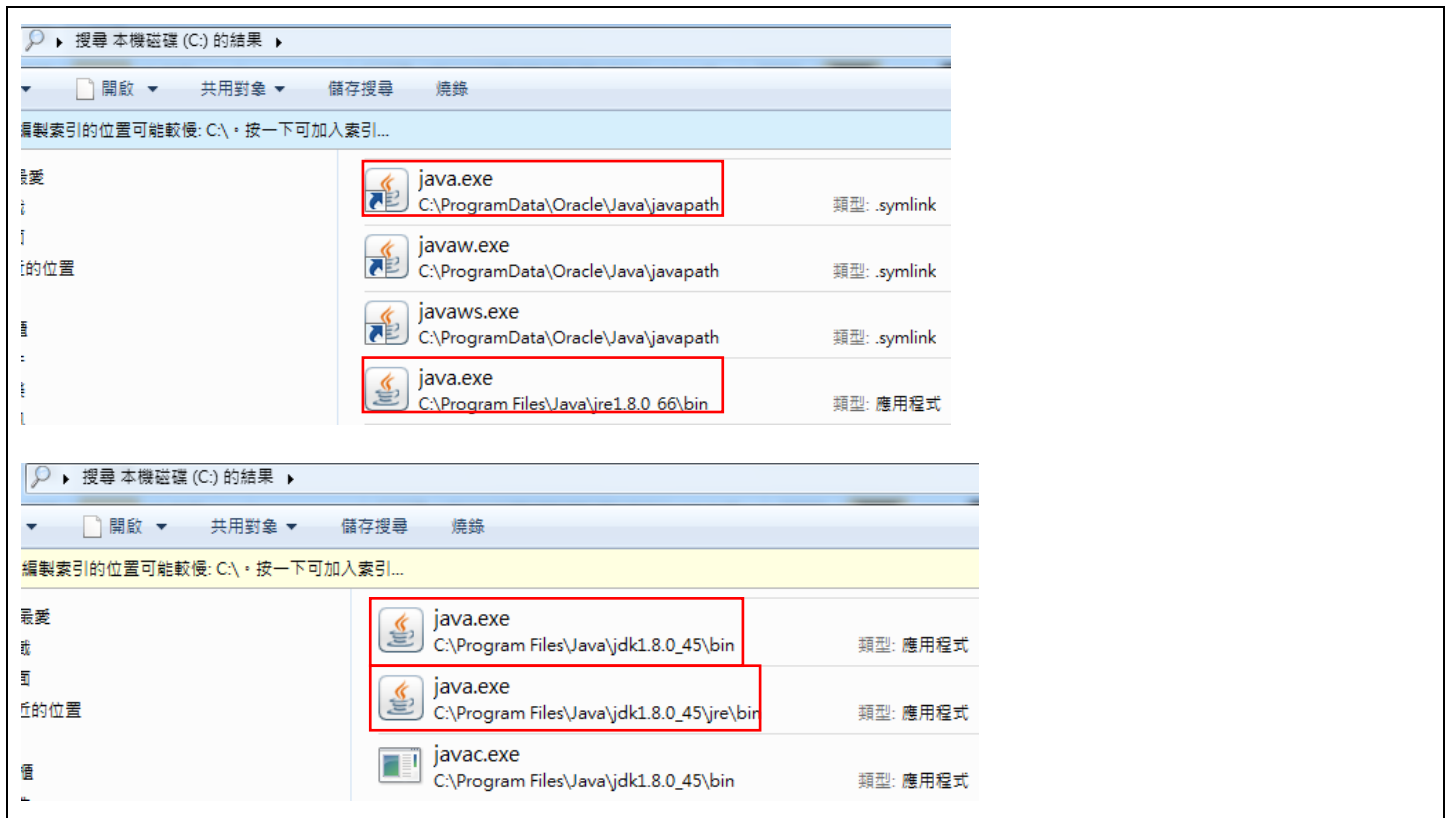 搜尋 本機磁碟 (C:) 的結果
開啟 共用對象 儲存搜尋 燒錄
編製索引的位置可能較慢: C:\。按一下可加入索引...
最愛
java.exe
C:\ProgramData\Oracle\Java\javapath 類型: .symlink
javaw.exe
近的位置
C:\ProgramData\Oracle\Java\javapath 類型: .symlink
javaws.exe
C:\ProgramData\Oracle\Java\javapath 類型: .symlink
java.exe
C:\Program Files\Java\jre1.8.0_66\bin 類型: 應用程式
搜尋 本機磁碟 (C:) 的結果
開啟 共用對象 儲存搜尋 燒錄
編製索引的位置可能較慢: C:\。按一下可加入索引...
最愛
java.exe
C:\Program Files\Java\jdk1.8.0_45\bin 類型: 應用程式
面
java.exe
近的位置
C:\Program Files\Java\jdk1.8.0_45\jre\bin 類型: 應用程式
javac.exe
C:\Program Files\Java\jdk1.8.0_45\bin 類型: 應用程式